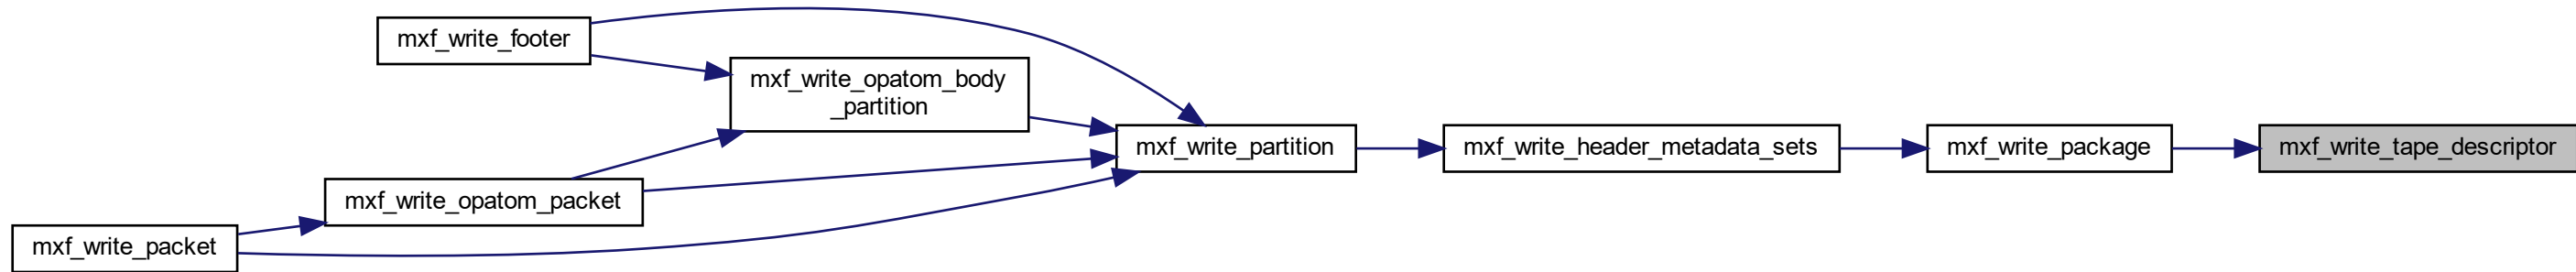 mxf_write_footer
mxf_write_opatom_body
_partition
mxf_write_partition
mxf_write_header_metadata_sets
mxf_write_package
mxf_write_tape_descriptor
mxf_write_opatom_packet
mxf_write_packet